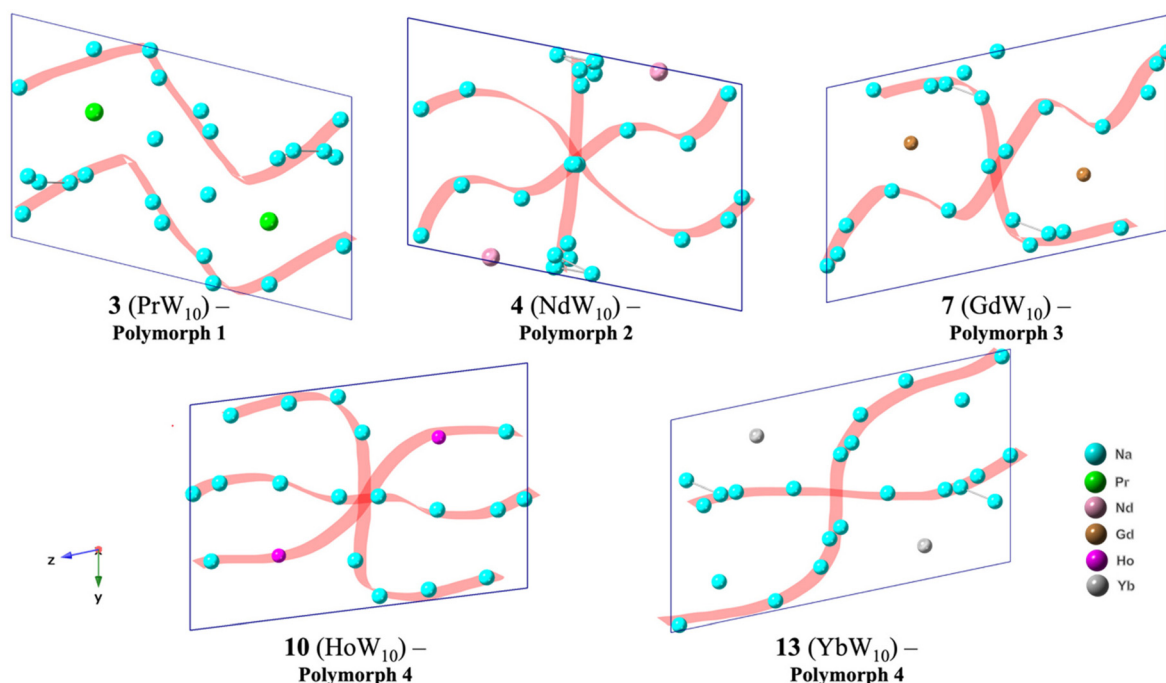 3 (PrW10) –
Polymorph 1
4 (NdW10) –
Polymorph 2
7 (GdW10) –
Polymorph 3
10 (HoW10) –
Polymorph 4
13 (YbW10) –
Polymorph 4
z
y
Na
Pr
Nd
Gd
Ho
Yb